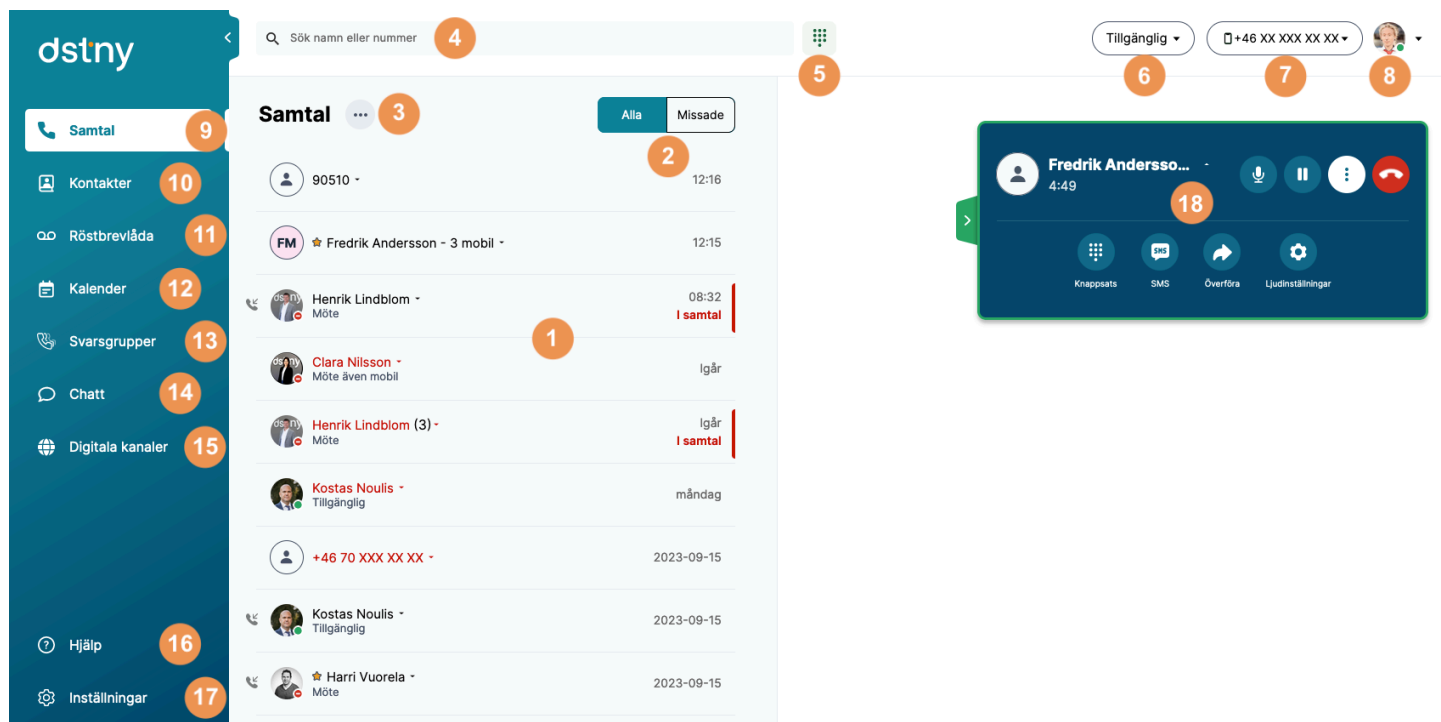 dstny
Sök namn eller nummer
4
5
Tillgänglig
6
+46 XX XXX XX XX
7
8
Samtal
9
Kontakter
10
Röstbrevlåda
11
Kalender
12
Svarsgrupper
13
Chatt
14
Digitala kanaler
15
Hjälp
16
Inställningar
17
Samtal ...
3
Alla
Missade
2
90510
12:16
FM
Fredrik Andersson - 3 mobil
12:15
Henrik Lindblom
Möte
08:32
I samtal
1
Clara Nilsson
Möte även mobil
Igår
Henrik Lindblom (3)
Möte
Igår
I samtal
Kostas Noulis
Tillgänglig
måndag
+46 70 XXX XX XX
2023-09-15
Kostas Noulis
Tillgänglig
2023-09-15
Harri Vuorela
Möte
2023-09-15
Fredrik Andersso...
4:49
18
SMS
Knappsats
SMS
Överföra
Ljudinställningar